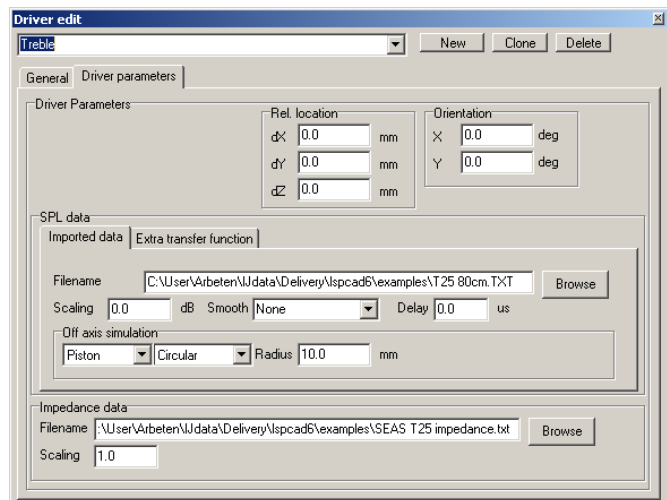 Driver edit
Treble New Clone Delete
General Driver parameters
Driver Parameters
Rel. location Orientation
dX 0.0 mm X 0.0 deg
dY 0.0 mm Y 0.0 deg
dZ 0.0 mm
SPL data
Imported data Extra transfer function
Filename C:\User\Arbeten\IJdata\Delivery\lspcad6\examples\T25 80cm.TXT Browse
Scaling 0.0 dB Smooth None Delay 0.0 us
Off axis simulation
Piston Circular Radius 10.0 mm
Impedance data
Filename :\User\Arbeten\IJdata\Delivery\lspcad6\examples\SEAS T25 impedance.txt Browse
Scaling 1.0